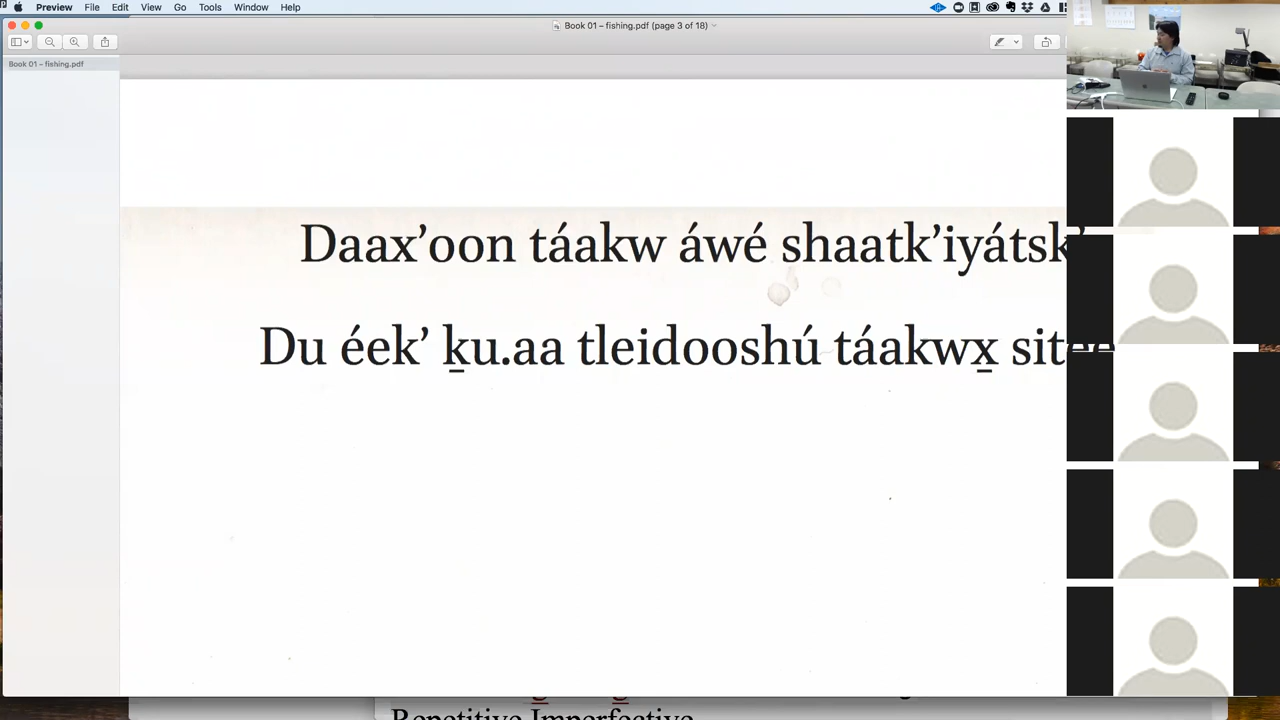 Preview File Edit View Go Tools Window Help
Book 01 – fishing.pdf (page 3 of 18)
Book 01 – fishing.pdf
Daax’oon táakw áwé shaatk’iyátsk’
Du éek’ ḵu.aa tleidooshú táakwx̱
Repetitive Imperfective